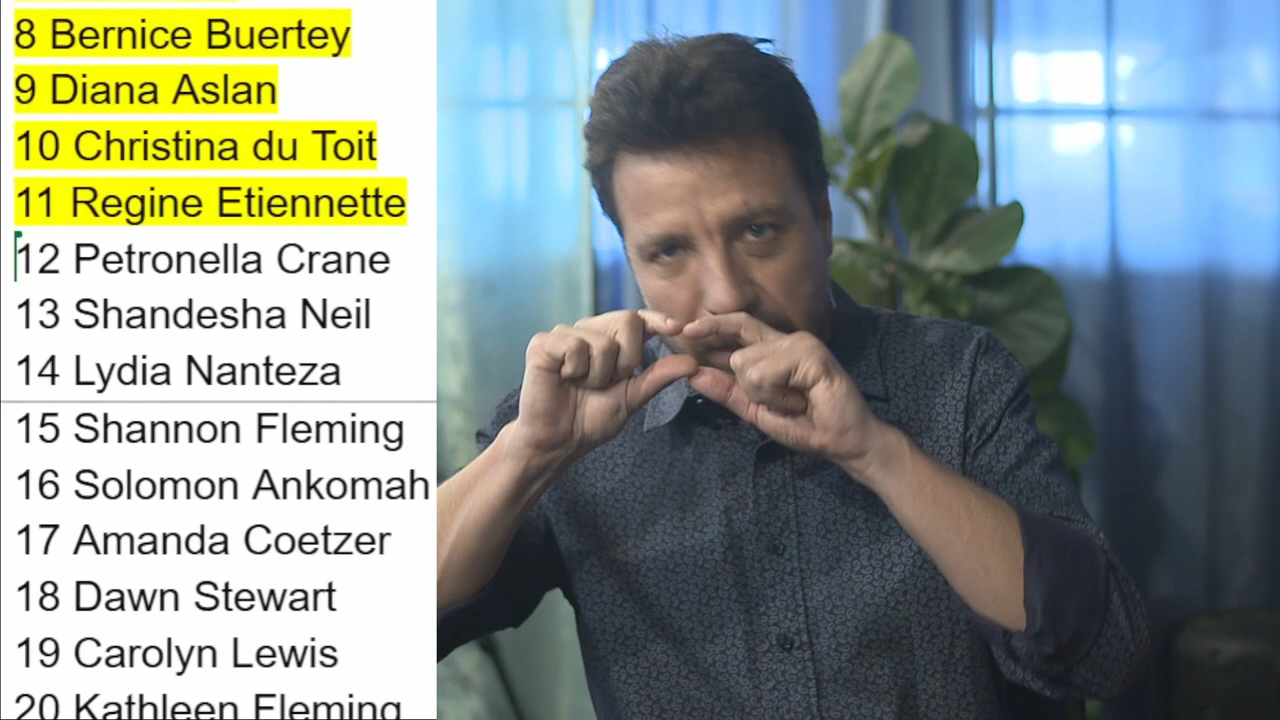 8 Bernice Buertey
9 Diana Aslan
10 Christina du Toit
11 Regine Etiennette
12 Petronella Crane
13 Shandesha Neil
14 Lydia Nanteza
15 Shannon Fleming
16 Solomon Ankomah
17 Amanda Coetzer
18 Dawn Stewart
19 Carolyn Lewis
20 Kathleen Fleming